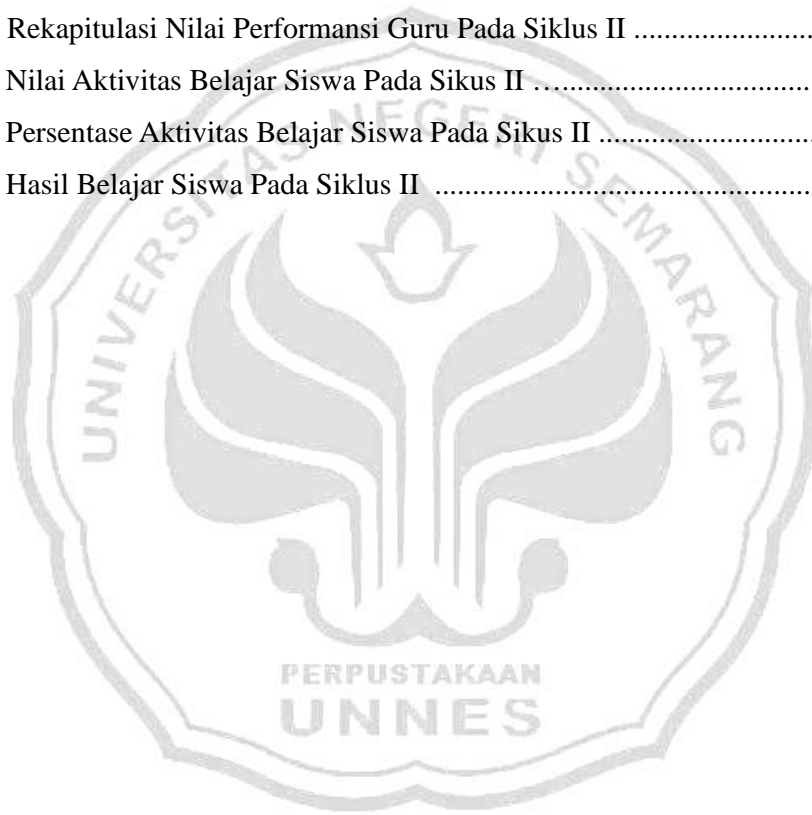 Rekapitulasi Nilai Performansi Guru Pada Siklus II .........................
Nilai Aktivitas Belajar Siswa Pada Sikus II …....................................
Persentase Aktivitas Belajar Siswa Pada Sikus II ..............................
Hasil Belajar Siswa Pada Siklus II ....................................................
UNIVERSITAS NEGERI SEMARANG
PERPUSTAKAAN
UNNES